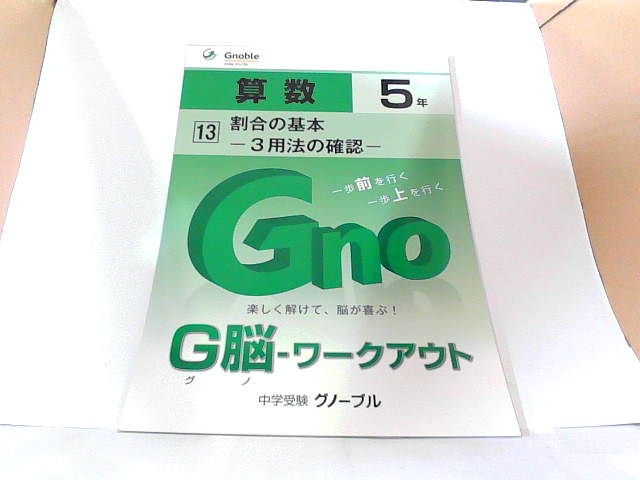 Gnoble
算数
5年
13 割合の基本
－3用法の確認－
一歩前を行く
一歩上を行く
Gno
楽しく解けて、脳が喜ぶ！
G脳-ワークアウト
グ ノ
中学受験 グノーブル